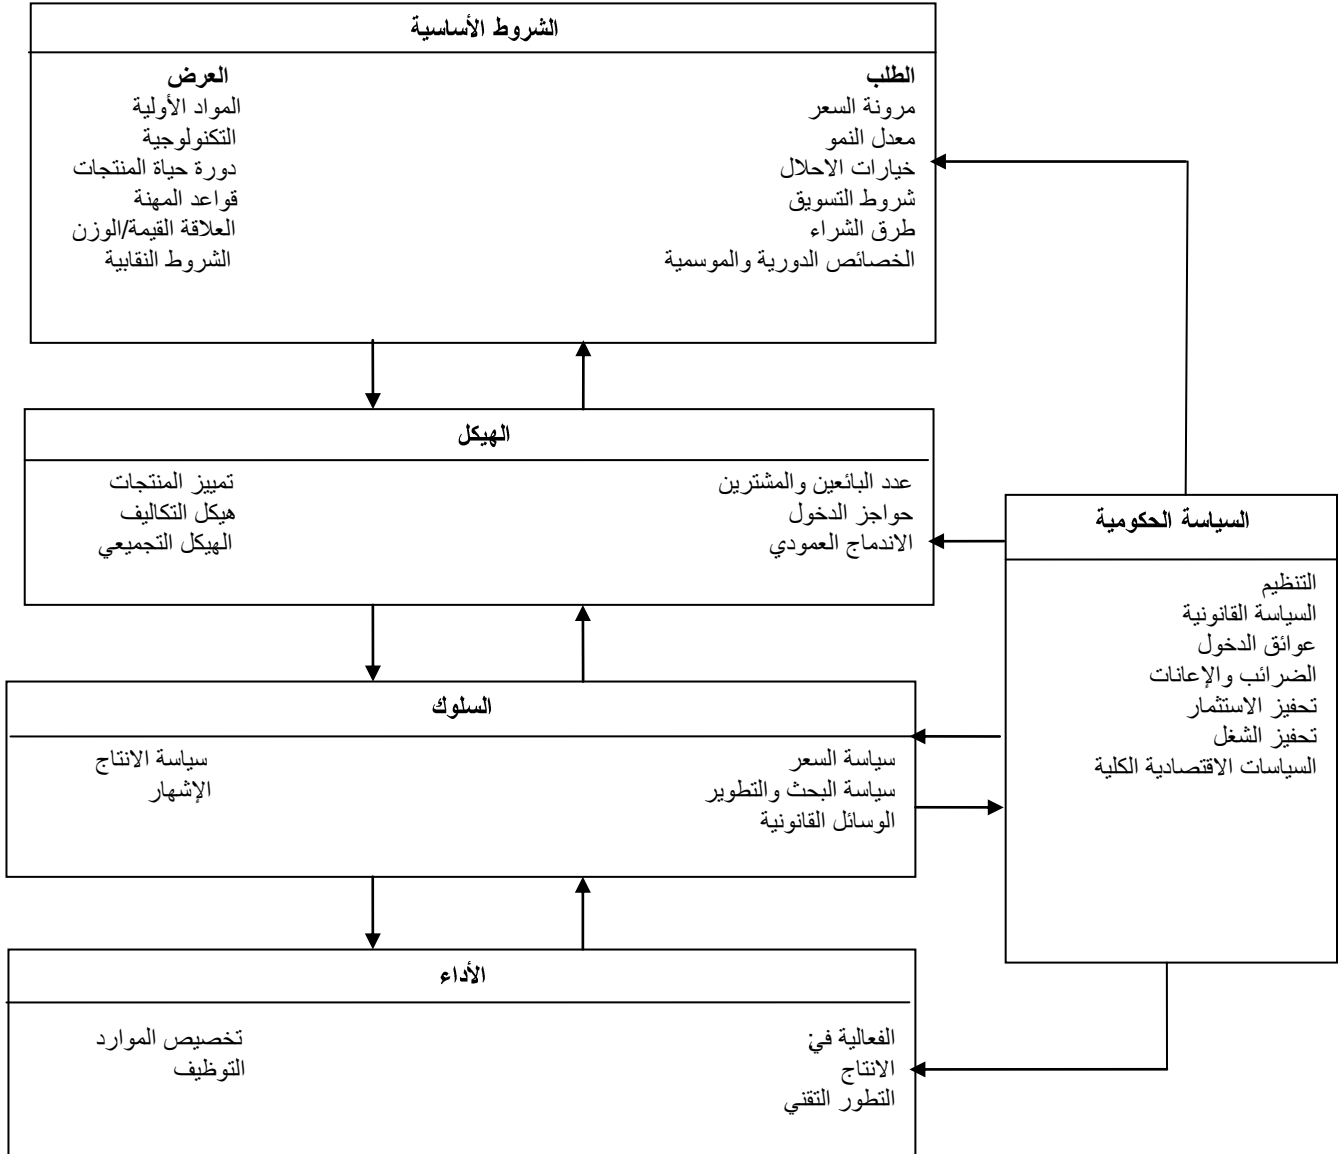 الشروط الأساسية
الطلب
مرونة السعر
معدل النمو
خيارات الاحلال
شروط التسويق
طرق الشراء
الخصائص الدورية والموسمية
العرض
المواد الأولية
التكنولوجية
دورة حياة المنتجات
قواعد المهنة
العلاقة القيمة/الوزن
الشروط النقابية
الهيكل
عدد البائعين والمشترين
حواجز الدخول
الاندماج العمودي
تمييز المنتجات
هيكل التكاليف
الهيكل التجميعي
السياسة الحكومية
التنظيم
السياسة القانونية
عوائق الدخول
الضرائب والإعانات
تحفيز الاستثمار
تحفيز الشغل
السياسات الاقتصادية الكلية
السلوك
سياسة السعر
سياسة البحث والتطوير
الوسائل القانونية
سياسة الانتاج
الإشهار
الأداء
الفعالية في:
الانتاج
التطور التقني
تخصيص الموارد
التوظيف